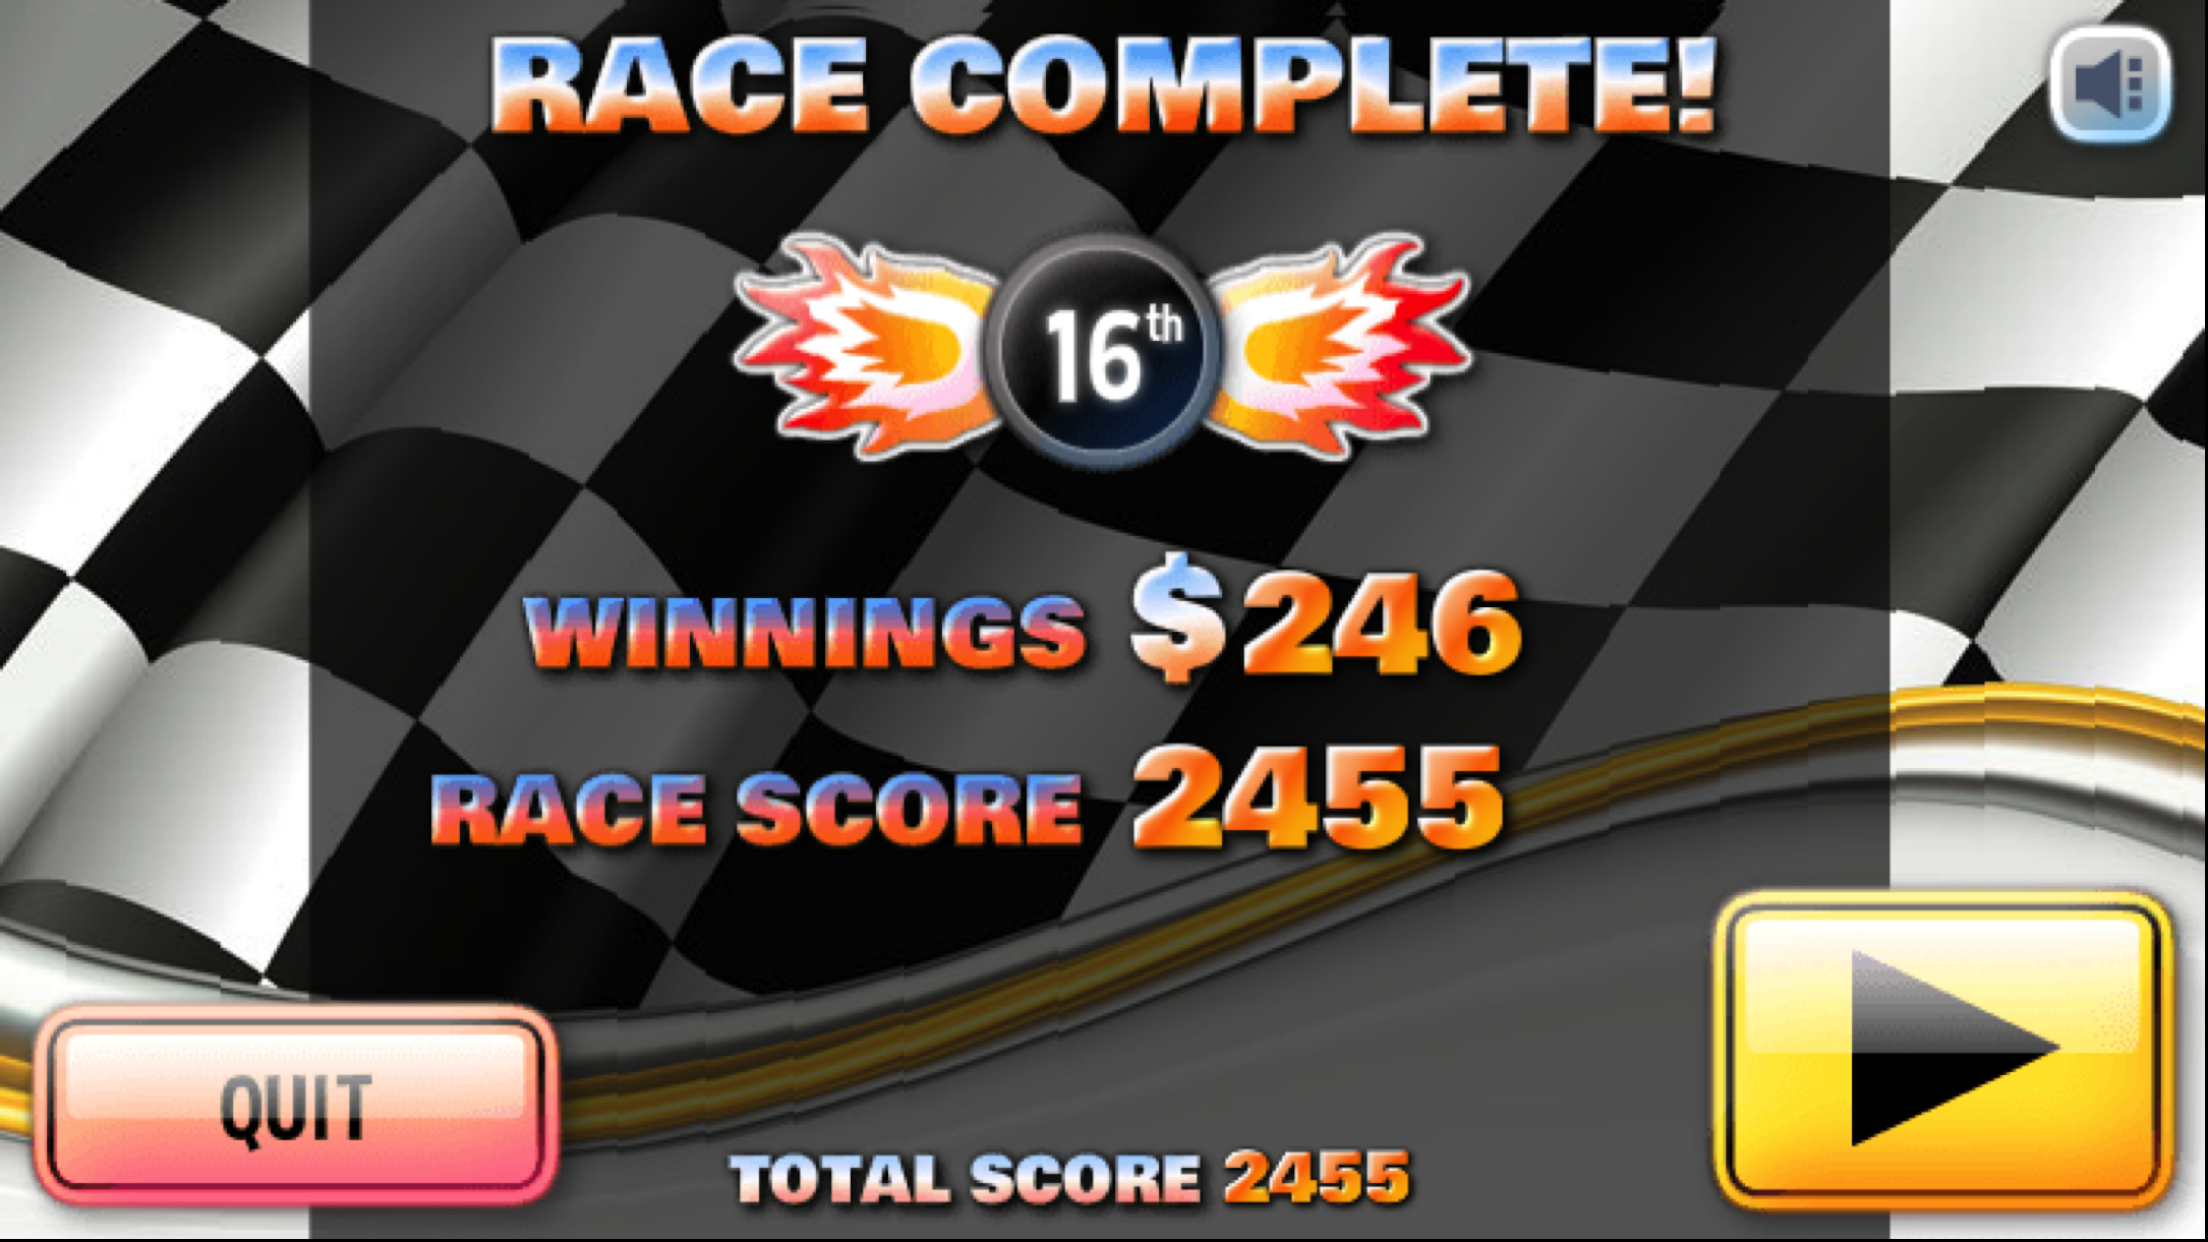 RACE COMPLETE!
16th
WINNINGS $246
RACE SCORE 2455
QUIT
TOTAL SCORE 2455